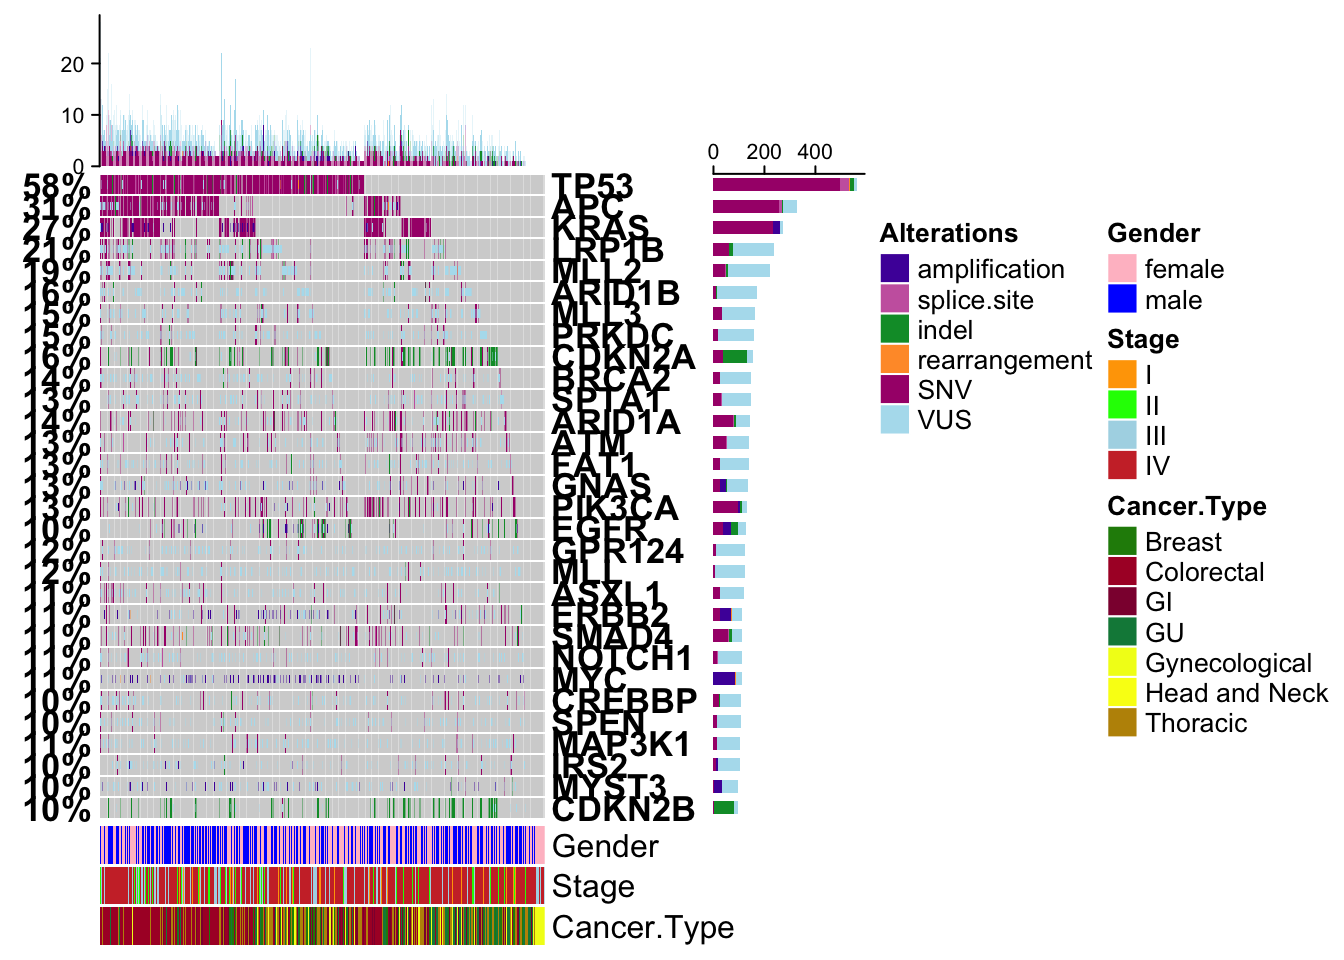 20
10
0
0 200 400
58% TP53
31% APC
27% KRAS
21% LRP1B
19% MLL2
16% ARID1B
15% MLL3
15% PRKDC
16% CDKN2A
14% BRCA2
13% SPTA1
14% ARID1A
13% ATM
13% FAT1
13% GNAS
13% PIK3CA
10% EGFR
12% GPR124
12% MLL
11% ASXL1
11% ERBB2
11% SMAD4
11% NOTCH1
11% MYC
10% CREBBP
10% SPEN
11% MAP3K1
10% IRS2
10% MYST3
10% CDKN2B
Gender
Stage
Cancer.Type
Alterations
amplification
splice.site
indel
rearrangement
SNV
VUS
Gender
female
male
Stage
I
II
III
IV
Cancer.Type
Breast
Colorectal
GI
GU
Gynecological
Head and Neck
Thoracic